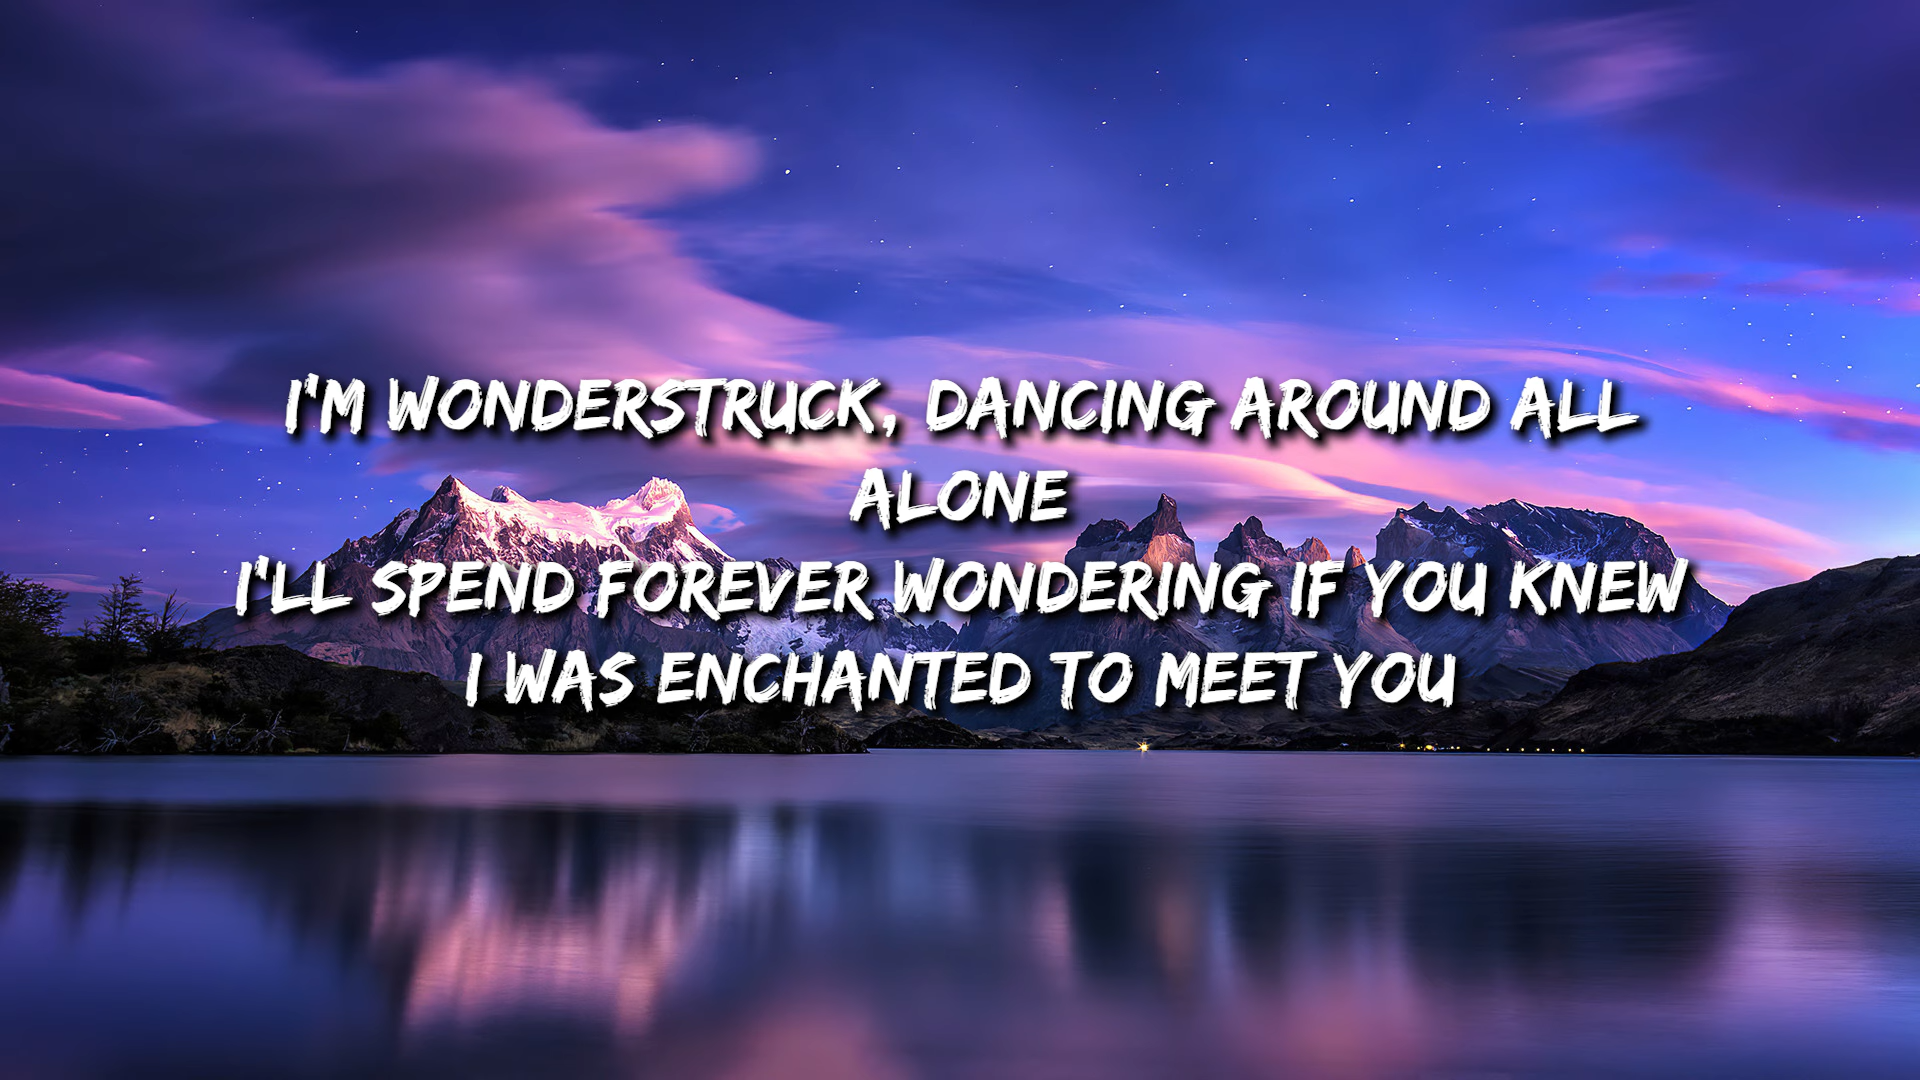 I'M WONDERSTRUCK, DANCING AROUND ALL
ALONE
I'LL SPEND FOREVER WONDERING IF YOU KNEW
I WAS ENCHANTED TO MEET YOU